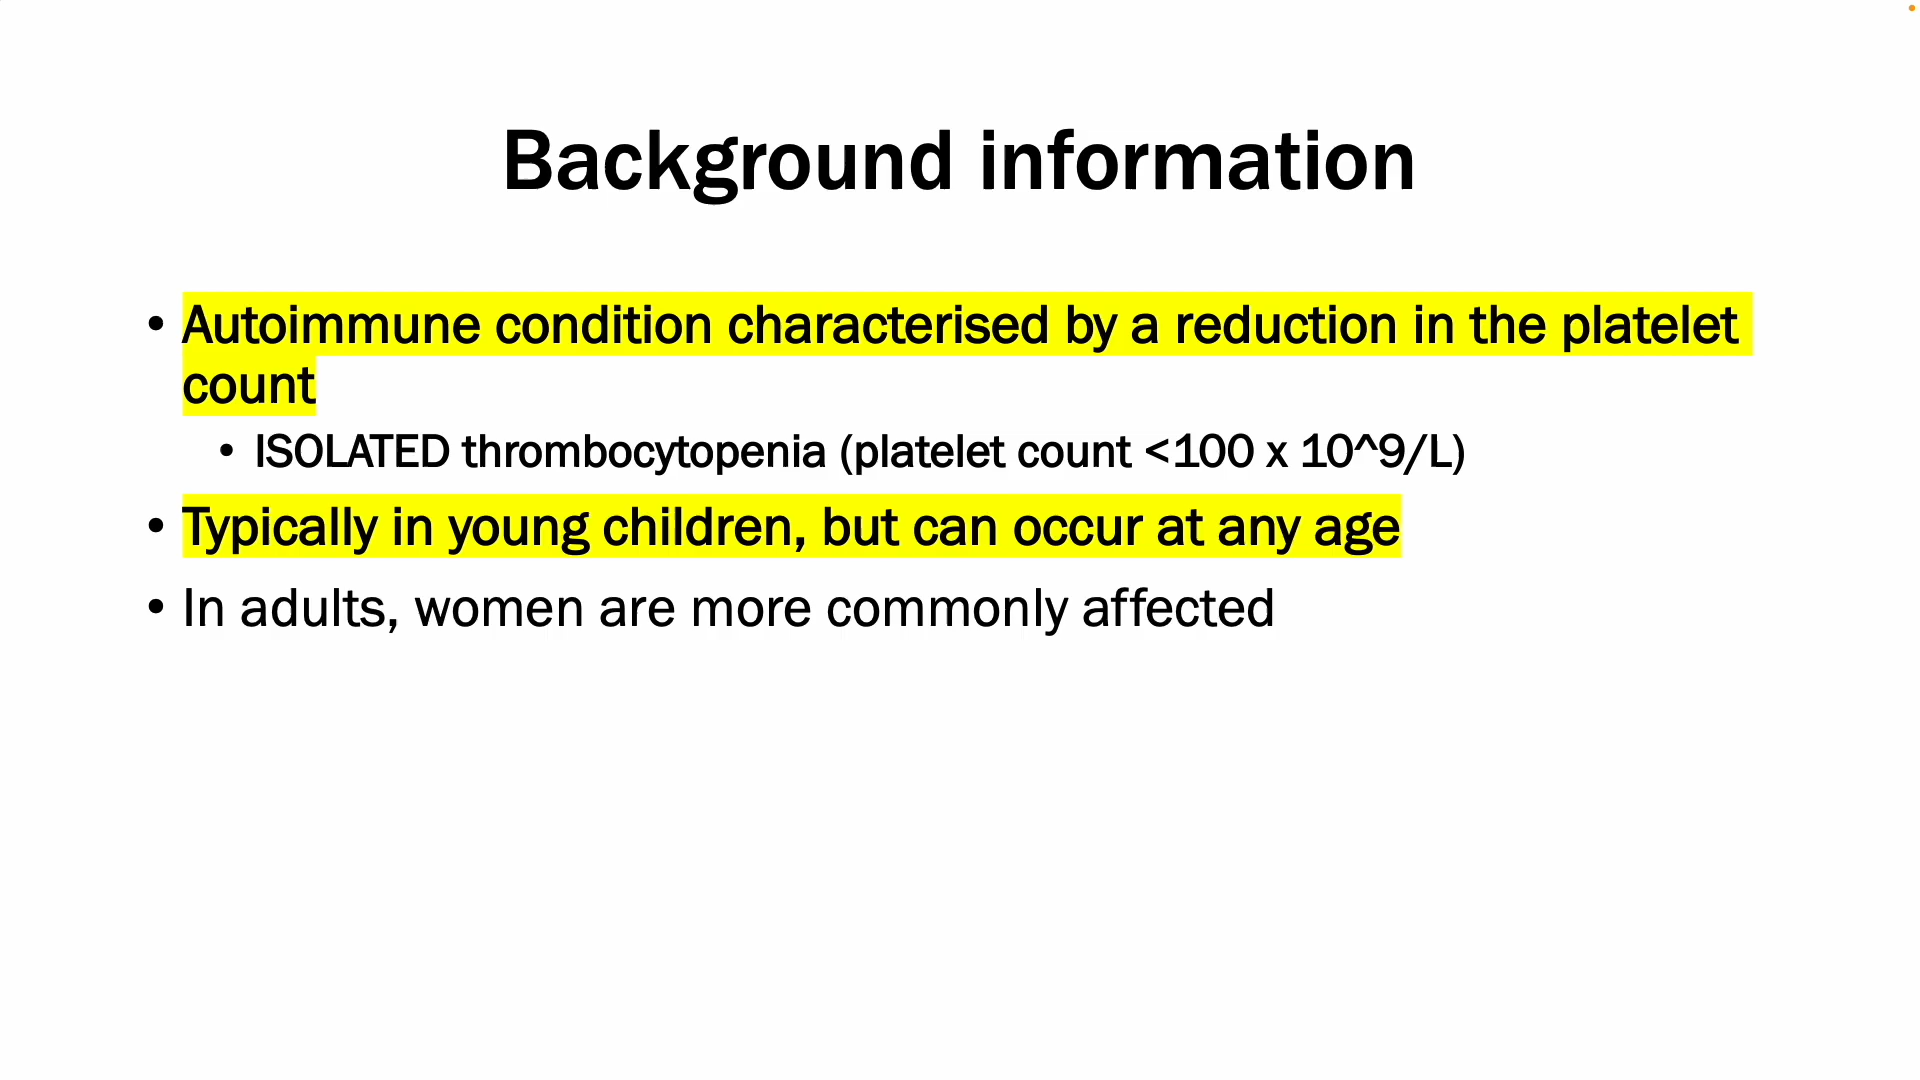 Background information
• Autoimmune condition characterised by a reduction in the platelet
count
• ISOLATED thrombocytopenia (platelet count <100 x 10^9/L)
• Typically in young children, but can occur at any age
• In adults, women are more commonly affected